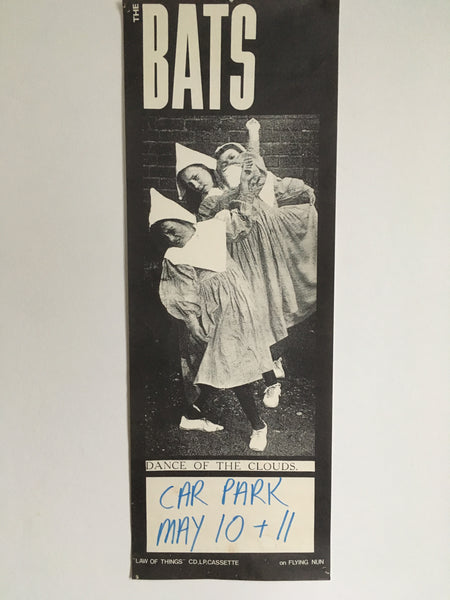 THE
BATS
DANCE OF THE CLOUDS.
CAR PARK
MAY 10 + 11
"LAW OF THINGS" CD.LP.CASSETTE on FLYING NUN